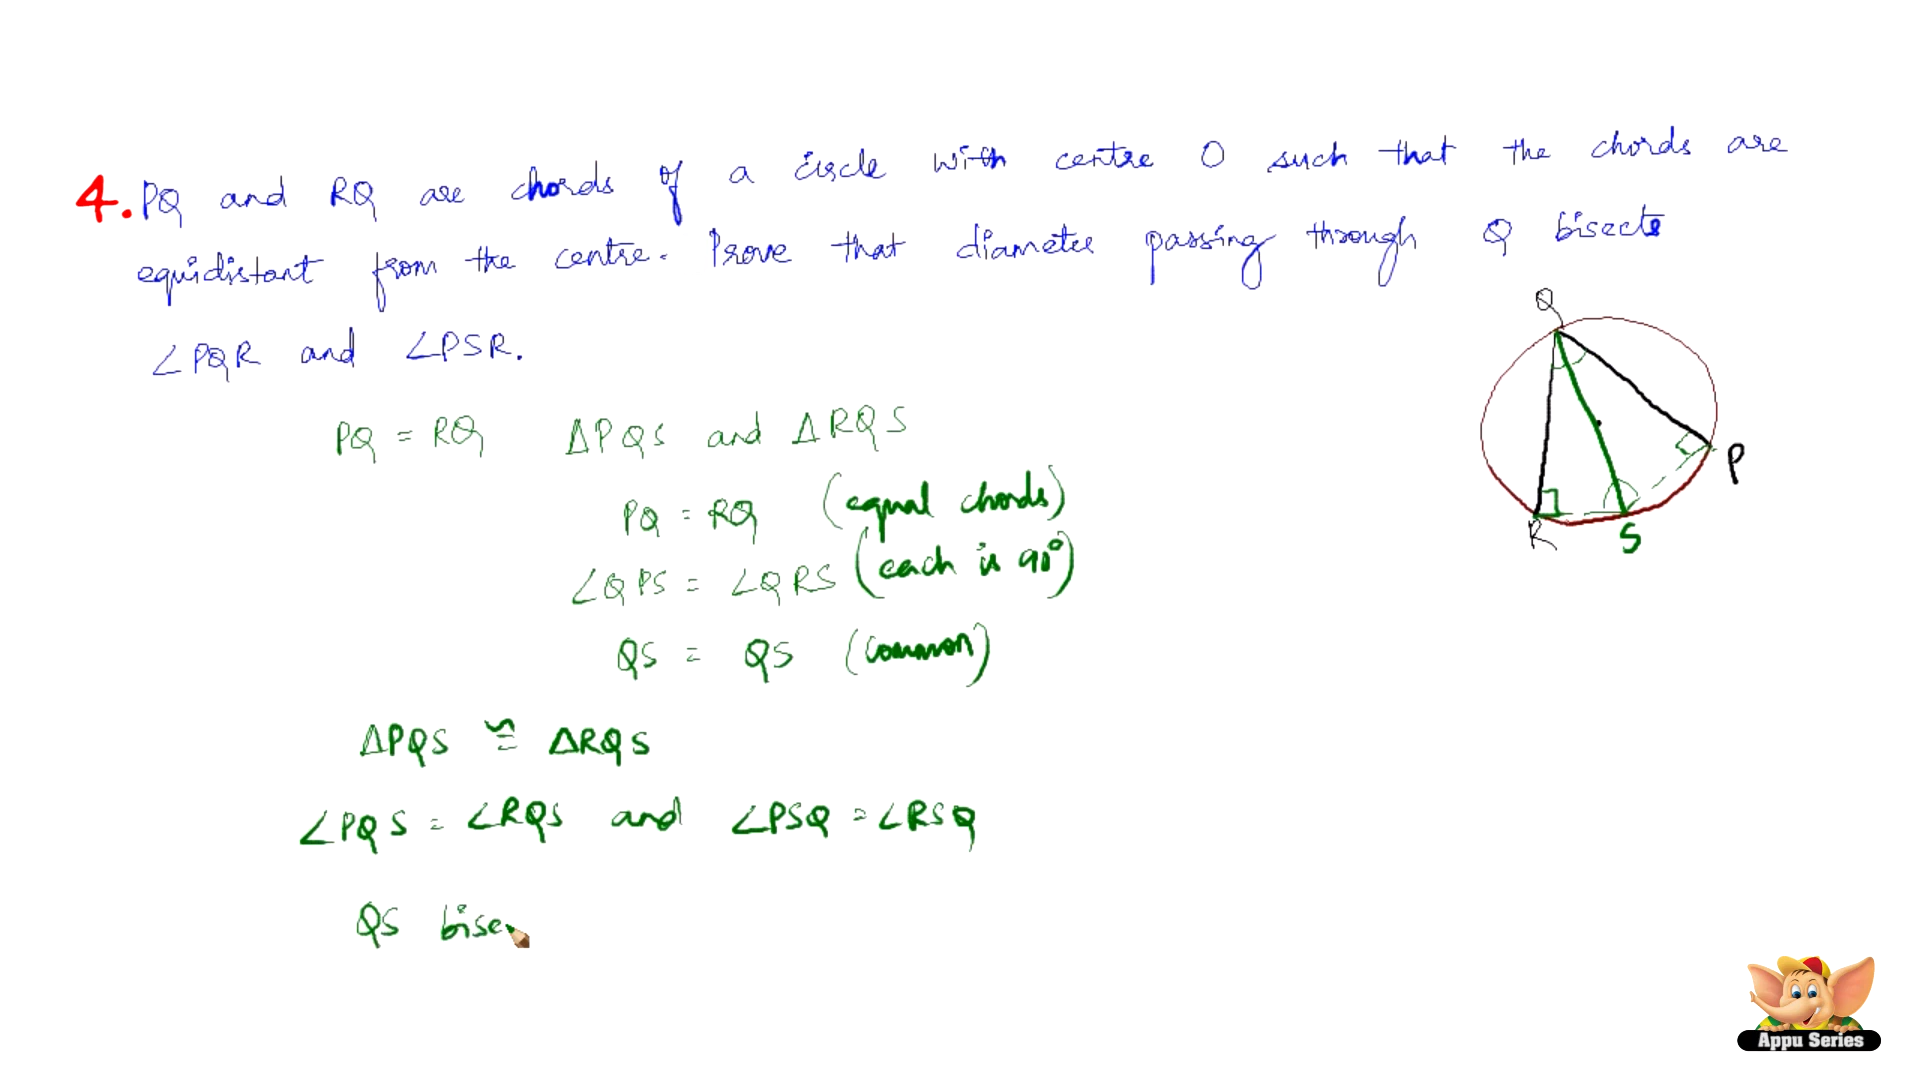 4. PQ and RQ are chords of a circle with centre O such that the chords are
equidistant from the centre. Prove that diameter passing through Q bisects
∠PQR and ∠PSR.
Q
P
R
S
PQ = RQ ΔPQS and ΔRQS
PQ = RQ (equal chords)
∠QPS = ∠QRS (each is 90°)
QS = QS (common)
ΔPQS ≅ ΔRQS
∠PQS = ∠RQS and ∠PSQ = ∠RSQ
QS bise
Appu Series